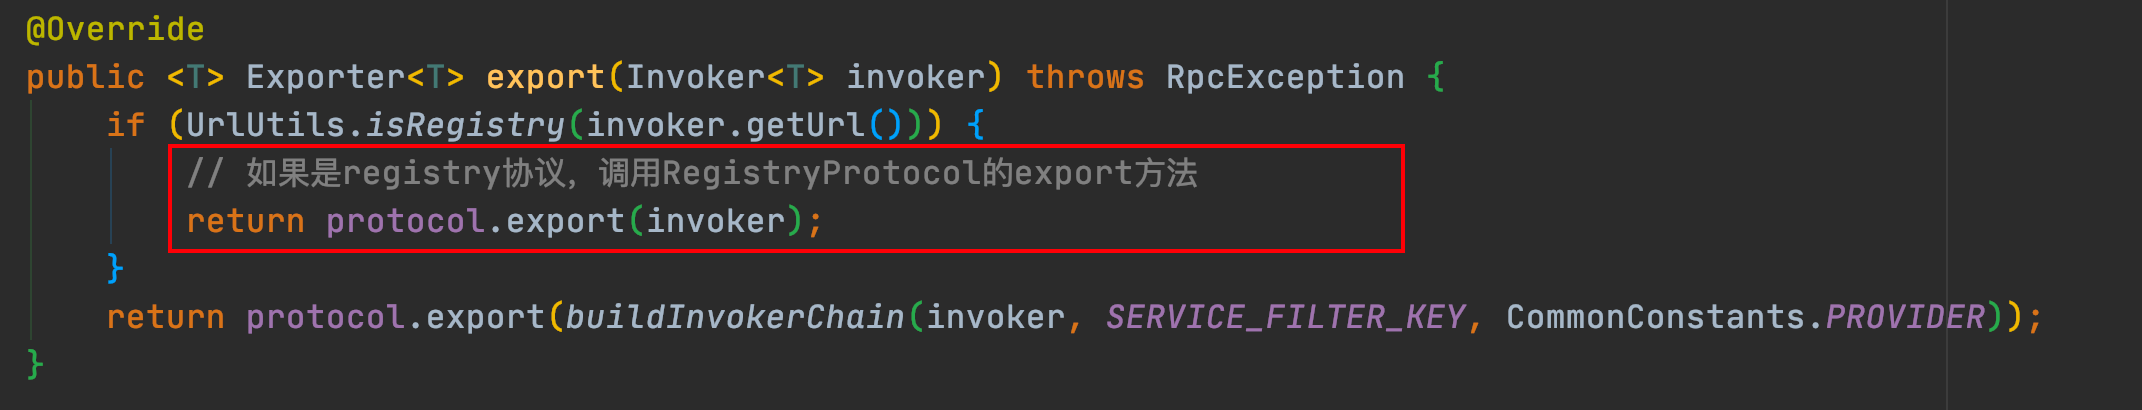 @Override
public <T> Exporter<T> export(Invoker<T> invoker) throws RpcException {
    if (UrlUtils.isRegistry(invoker.getUrl())) {
        // 如果是registry协议，调用RegistryProtocol的export方法
        return protocol.export(invoker);
    }
    return protocol.export(buildInvokerChain(invoker, SERVICE_FILTER_KEY, CommonConstants.PROVIDER));
}